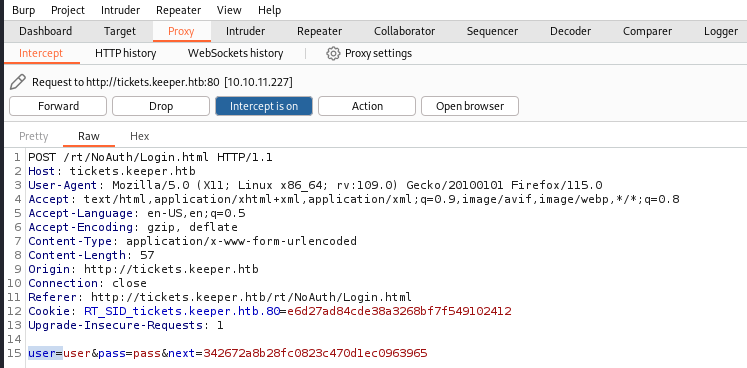 Burp Project Intruder Repeater View Help
Dashboard Target Proxy Intruder Repeater Collaborator Sequencer Decoder Comparer Logger
Intercept HTTP history WebSockets history Proxy settings
Request to http://tickets.keeper.htb:80 [10.10.11.227]
Forward Drop Intercept is on Action Open browser
Pretty Raw Hex
1 POST /rt/NoAuth/Login.html HTTP/1.1
2 Host: tickets.keeper.htb
3 User-Agent: Mozilla/5.0 (X11; Linux x86_64; rv:109.0) Gecko/20100101 Firefox/115.0
4 Accept: text/html,application/xhtml+xml,application/xml;q=0.9,image/avif,image/webp,*/*;q=0.8
5 Accept-Language: en-US,en;q=0.5
6 Accept-Encoding: gzip, deflate
7 Content-Type: application/x-www-form-urlencoded
8 Content-Length: 57
9 Origin: http://tickets.keeper.htb
10 Connection: close
11 Referer: http://tickets.keeper.htb/rt/NoAuth/Login.html
12 Cookie: RT_SID_tickets.keeper.htb.80=e6d27ad84cde38a3268bf7f549102412
13 Upgrade-Insecure-Requests: 1
14
15 user=user&pass=pass&next=342672a8b28fc0823c470d1ec0963965